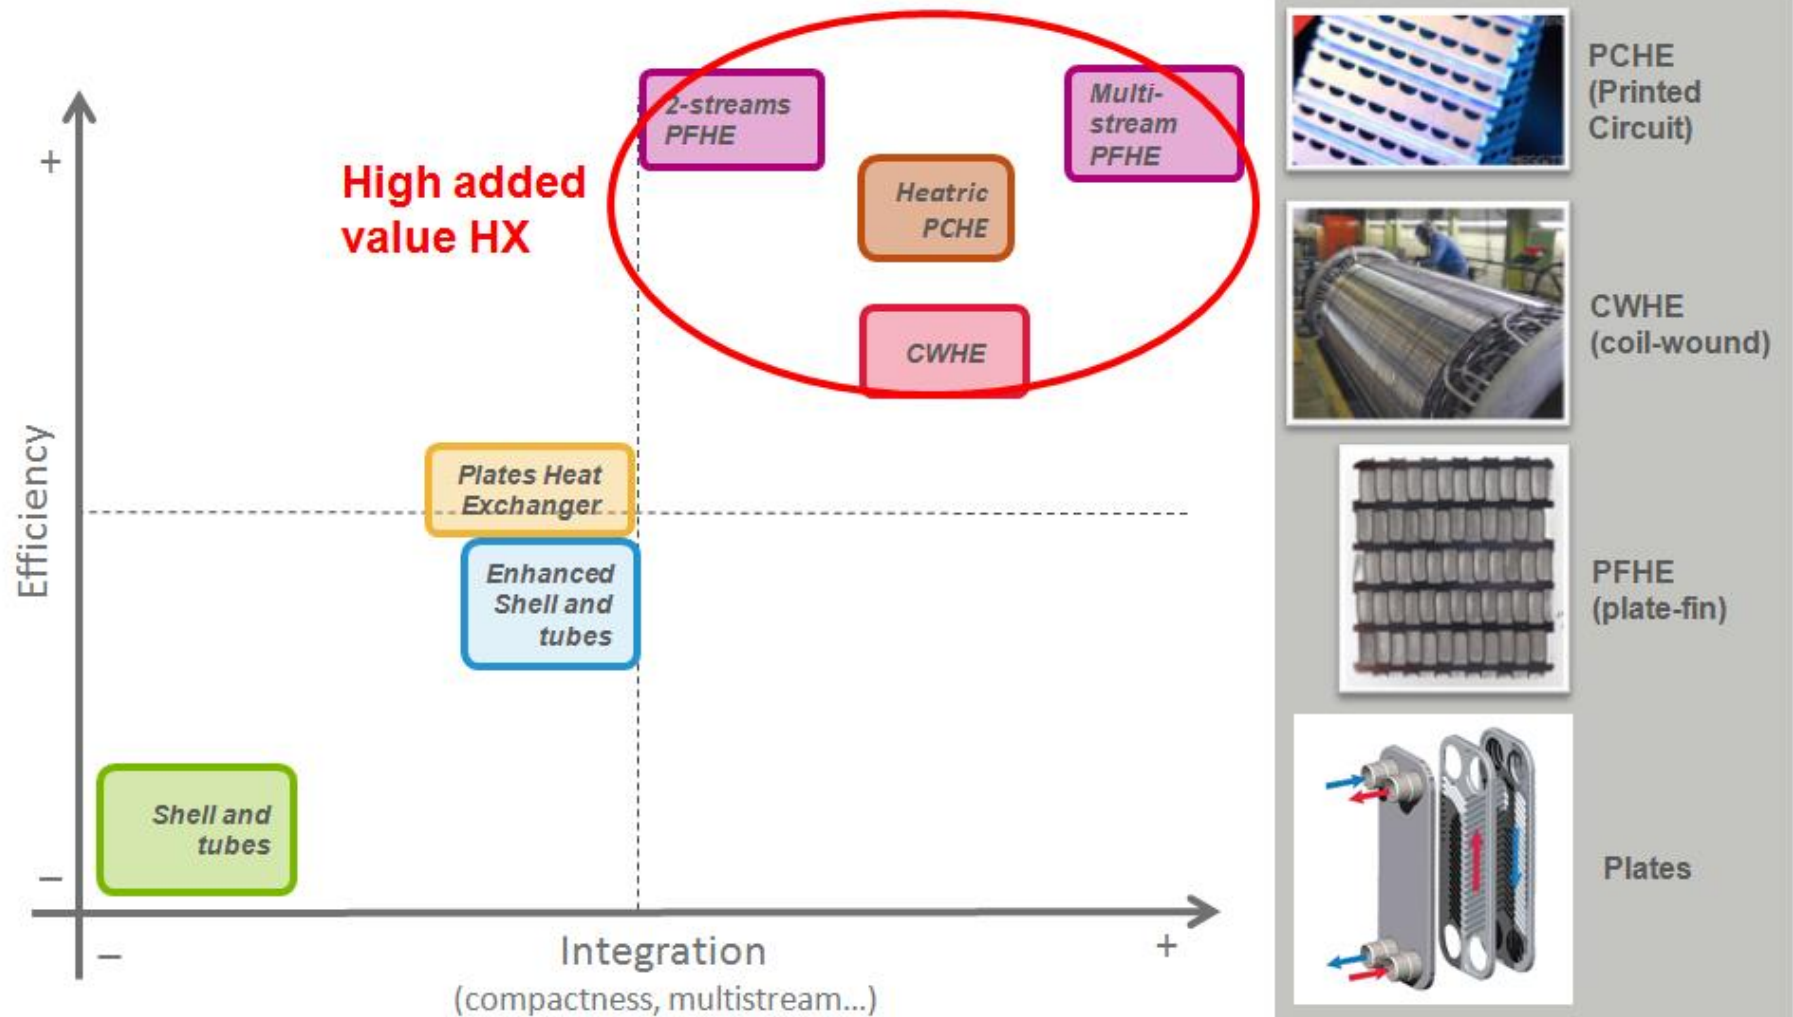 2-streams
PFHE
Multi-
stream
PFHE
High added
value HX
Heatric
PCHE
CWHE
Plates Heat
Exchanger
Enhanced
Shell and
tubes
Shell and
tubes
+
Efficiency
–
–
Integration
+
(compactness, multistream...)
PCHE
(Printed
Circuit)
CWHE
(coil-wound)
PFHE
(plate-fin)
Plates